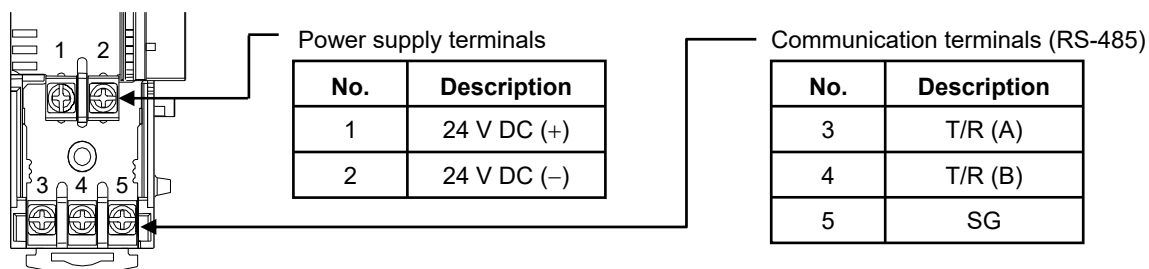 1 2
Power supply terminals
No. Description
1 24 V DC (+)
2 24 V DC (−)
Communication terminals (RS-485)
No. Description
3 T/R (A)
4 T/R (B)
5 SG
3 4 5